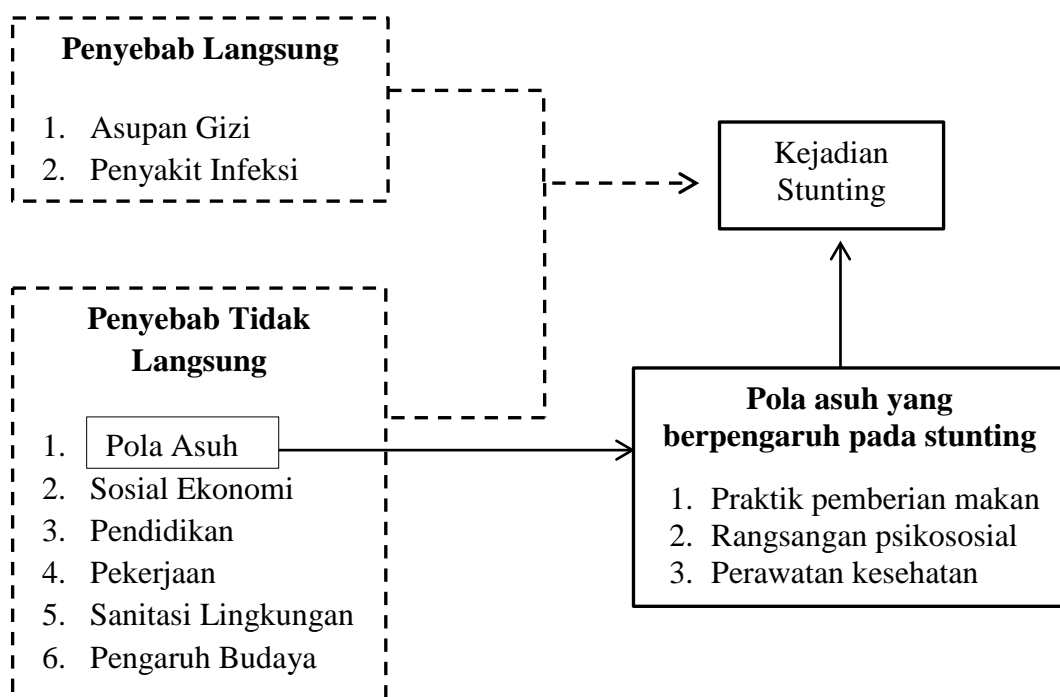 Penyebab Langsung
1. Asupan Gizi
2. Penyakit Infeksi
Kejadian
Stunting
Penyebab Tidak
Langsung
1. Pola Asuh
2. Sosial Ekonomi
3. Pendidikan
4. Pekerjaan
5. Sanitasi Lingkungan
6. Pengaruh Budaya
Pola asuh yang
berpengaruh pada stunting
1. Praktik pemberian makan
2. Rangsangan psikososial
3. Perawatan kesehatan